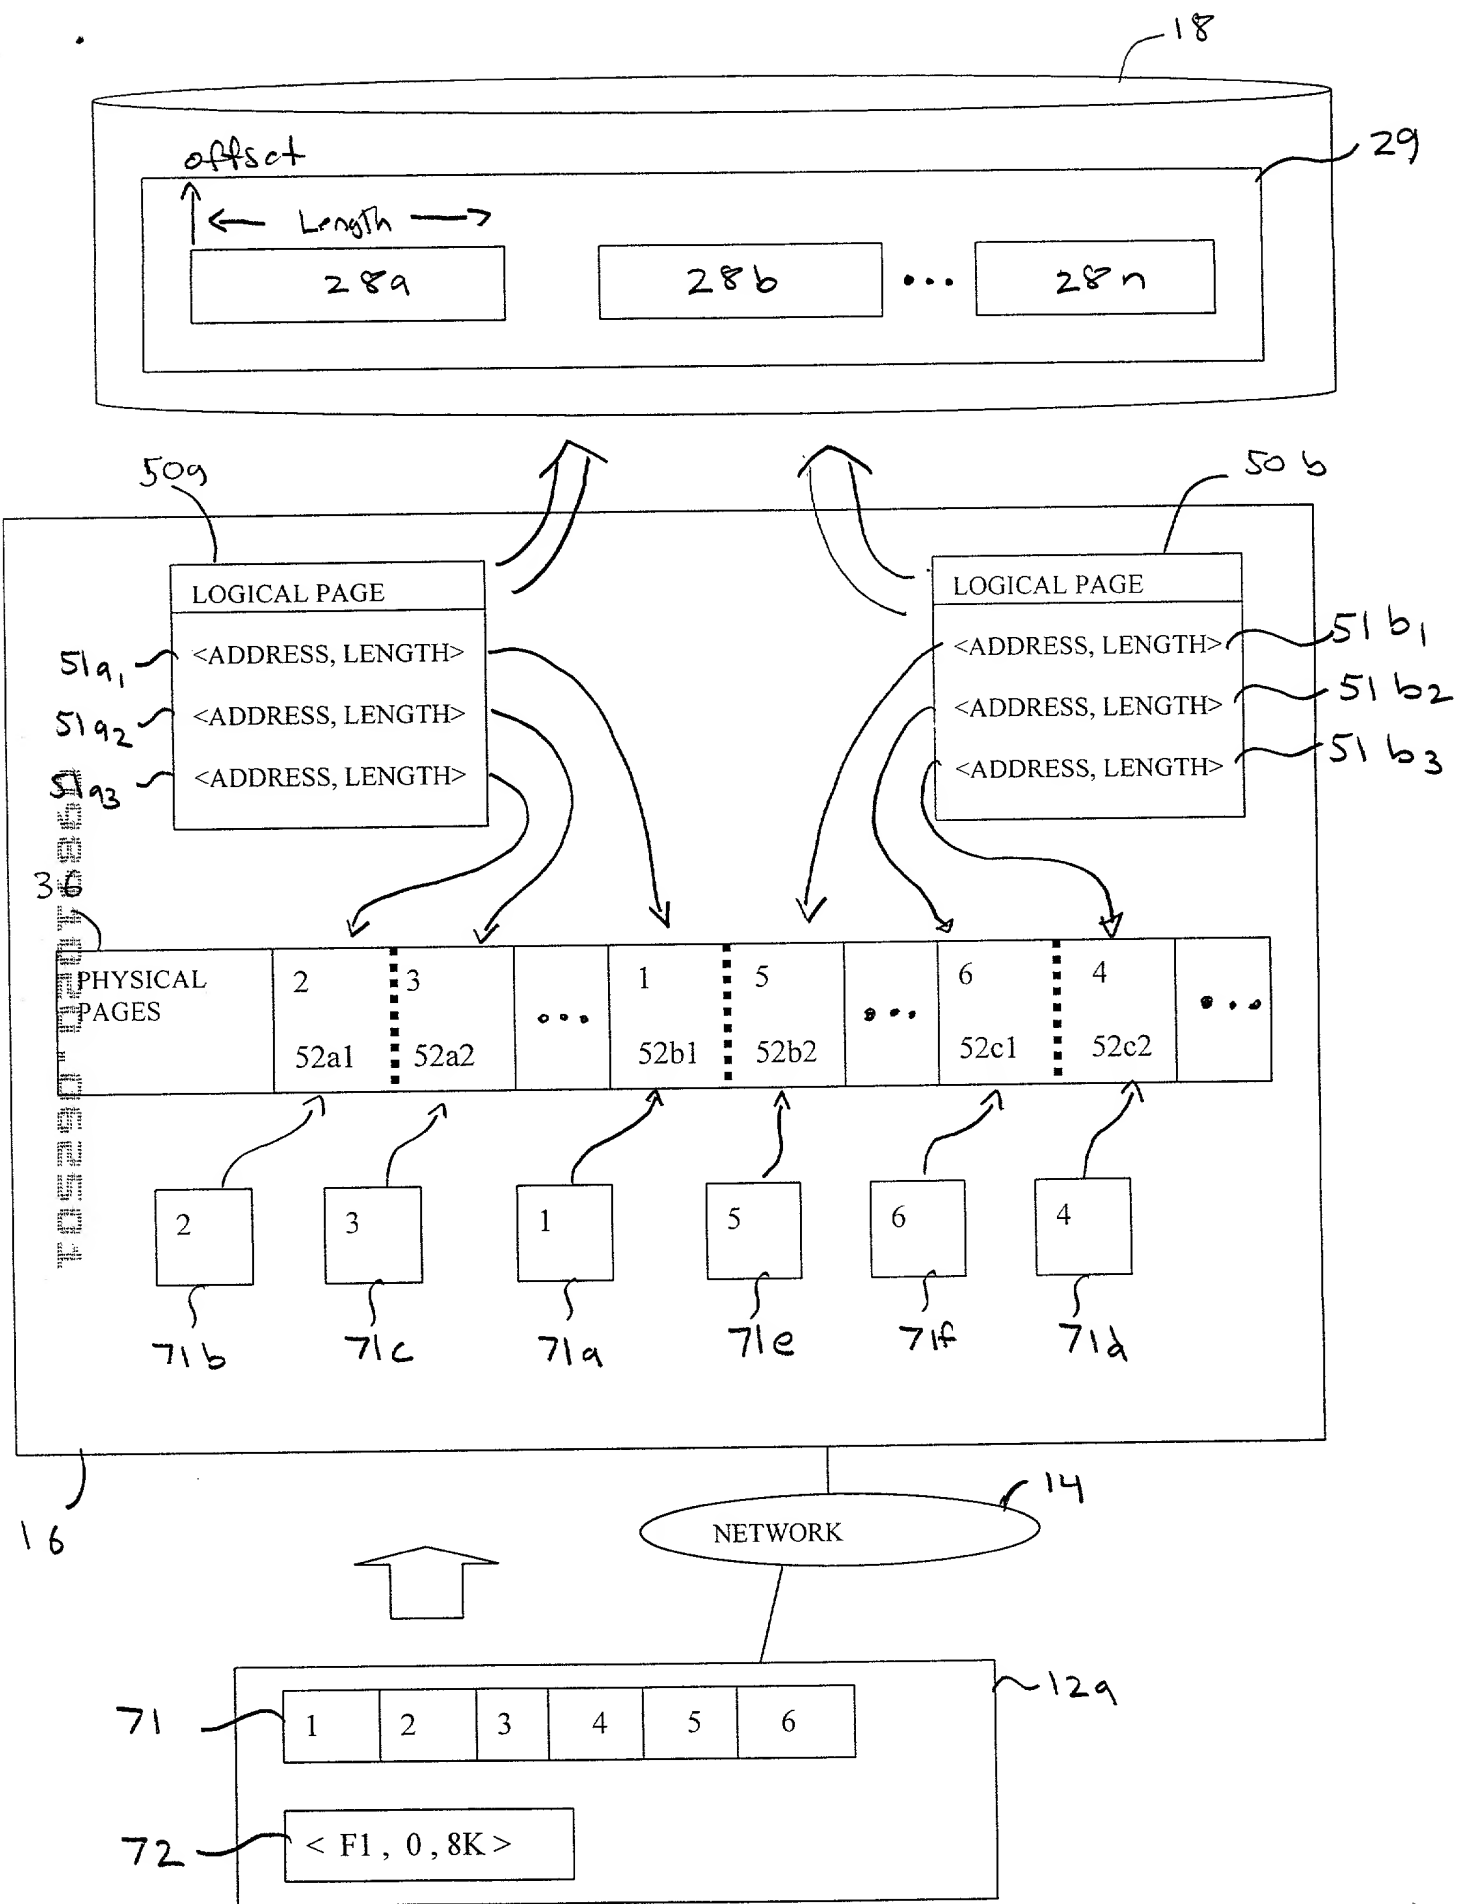 18
offset
29
← Length →
28a 28b ••• 28n
50a
50b
LOGICAL PAGE
LOGICAL PAGE
51a1 <ADDRESS, LENGTH>
<ADDRESS, LENGTH> 51b1
51a2 <ADDRESS, LENGTH>
<ADDRESS, LENGTH> 51b2
51a3 <ADDRESS, LENGTH>
<ADDRESS, LENGTH> 51b3
36
PHYSICAL
PAGES
2 3 ••• 1 5 ••• 6 4 •••
52a1 52a2 52b1 52b2 52c1 52c2
2 3 1 5 6 4
71b 71c 71a 71e 71f 71d
16
14
NETWORK
12a
71 1 2 3 4 5 6
72 < F1 , 0 , 8K >